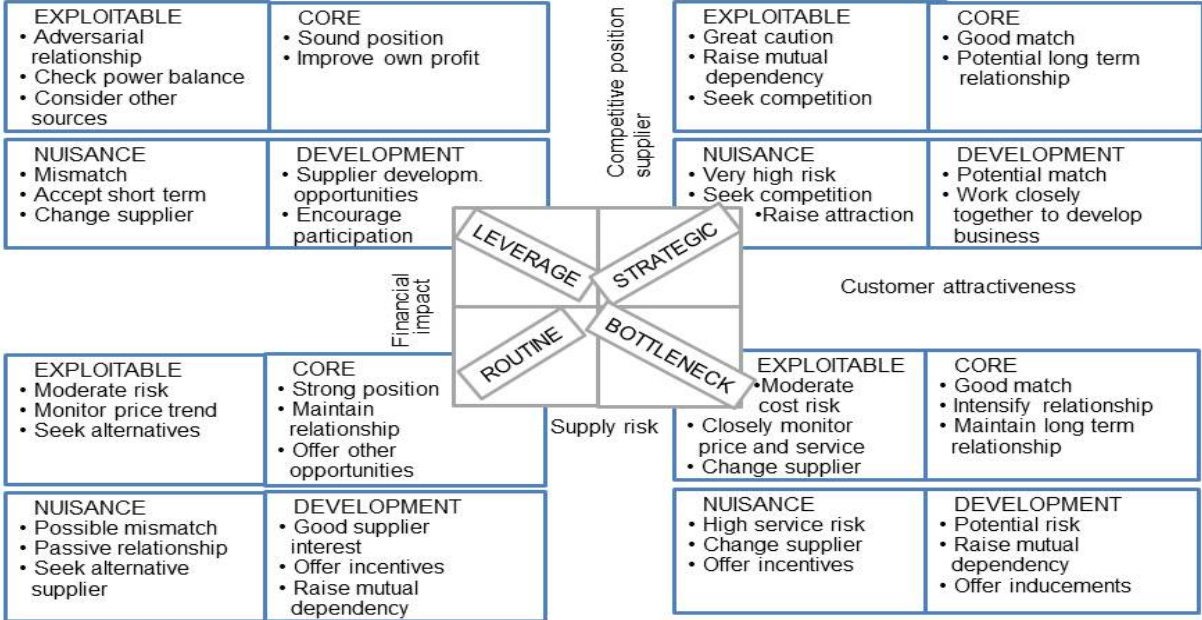 EXPLOITABLE
• Adversarial
relationship
• Check power balance
• Consider other
sources
CORE
• Sound position
• Improve own profit
Competitive position
supplier
EXPLOITABLE
• Great caution
• Raise mutual
dependency
• Seek competition
CORE
• Good match
• Potential long term
relationship
NUISANCE
• Mismatch
• Accept short term
• Change supplier
DEVELOPMENT
• Supplier developm.
opportunities
• Encourage
participation
NUISANCE
• Very high risk
• Seek competition
•Raise attraction
DEVELOPMENT
• Potential match
• Work closely
together to develop
business
LEVERAGE
STRATEGIC
Financial
impact
Customer attractiveness
ROUTINE
BOTTLENECK
Supply risk
EXPLOITABLE
• Moderate risk
• Monitor price trend
• Seek alternatives
CORE
• Strong position
• Maintain
relationship
• Offer other
opportunities
EXPLOITABLE
•Moderate
cost risk
• Closely monitor
price and service
• Change supplier
CORE
• Good match
• Intensify relationship
• Maintain long term
relationship
NUISANCE
• Possible mismatch
• Passive relationship
• Seek alternative
supplier
DEVELOPMENT
• Good supplier
interest
• Offer incentives
• Raise mutual
dependency
NUISANCE
• High service risk
• Change supplier
• Offer incentives
DEVELOPMENT
• Potential risk
• Raise mutual
dependency
• Offer inducements